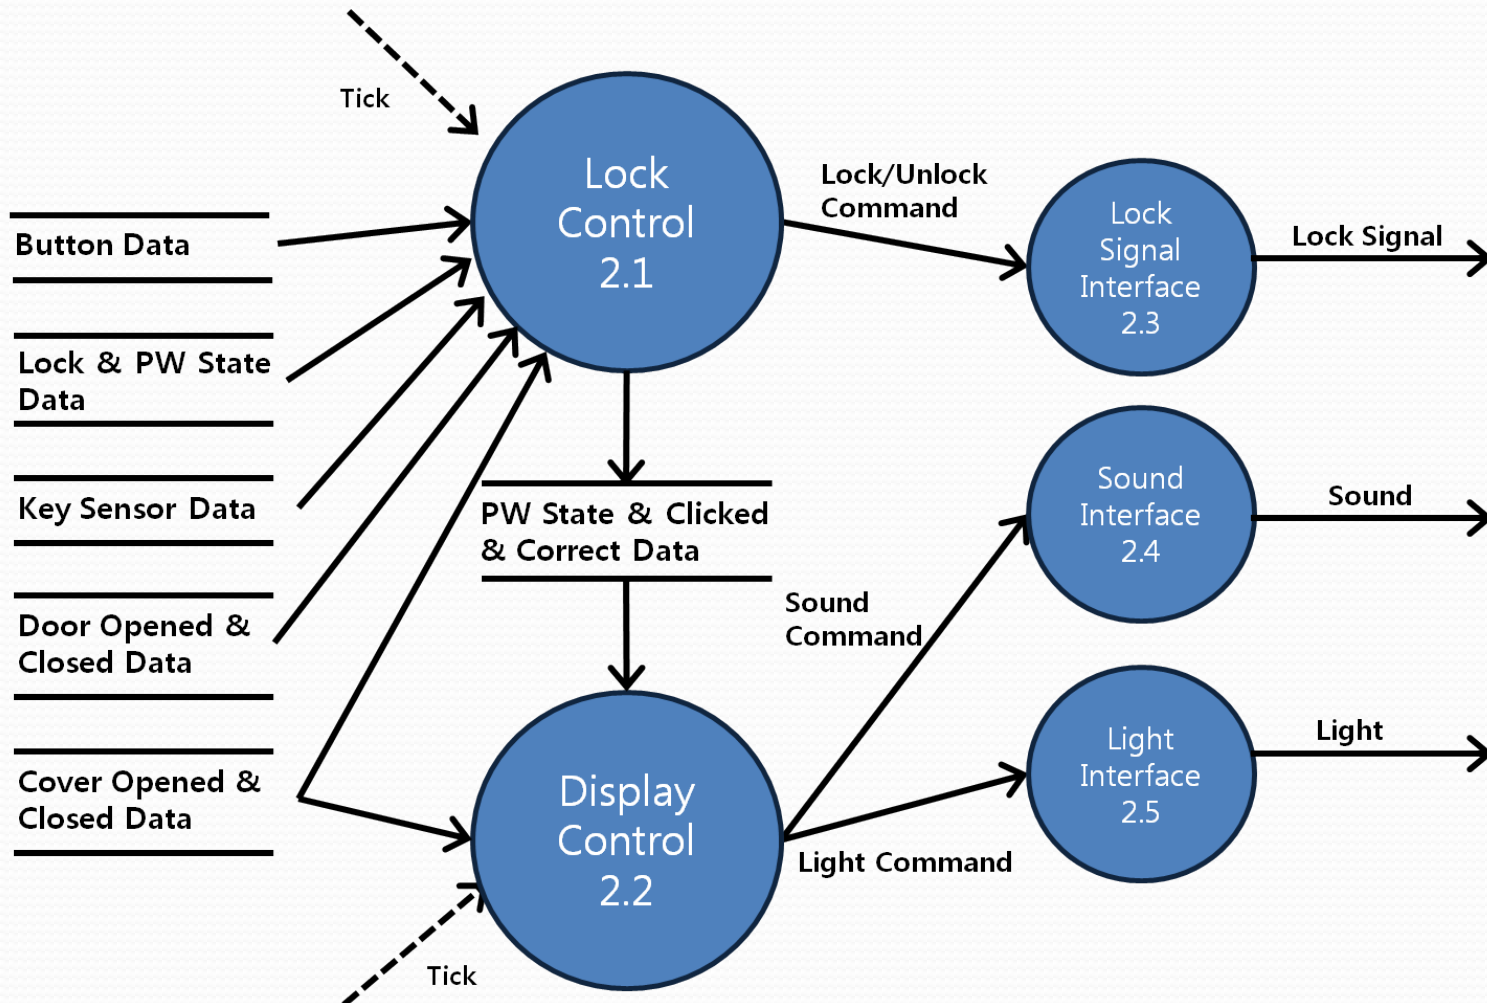 Tick
Lock
Control
2.1
Lock/Unlock
Command
Lock
Signal
Interface
2.3
Lock Signal
Button Data
Lock & PW State
Data
Key Sensor Data
PW State & Clicked
& Correct Data
Sound
Interface
2.4
Sound
Door Opened &
Closed Data
Sound
Command
Cover Opened &
Closed Data
Display
Control
2.2
Light Command
Light
Interface
2.5
Light
Tick